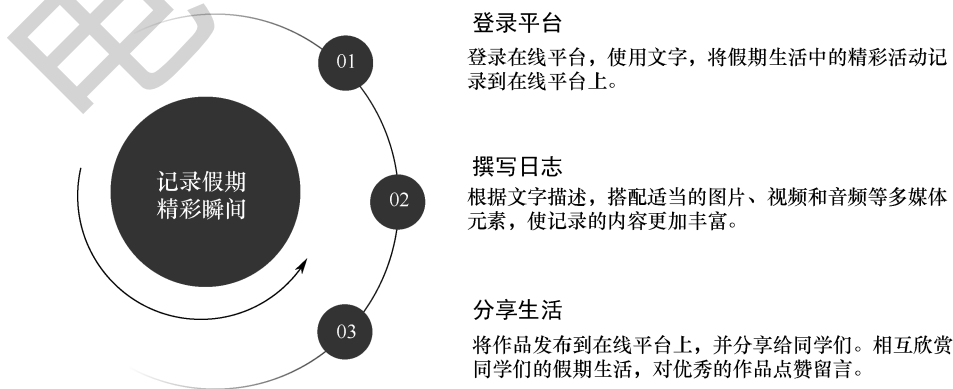 登录平台
01
登录在线平台，使用文字，将假期生活中的精彩活动记
录到在线平台上。
记录假期
精彩瞬间
撰写日志
02
根据文字描述，搭配适当的图片、视频和音频等多媒体
元素，使记录的内容更加丰富。
分享生活
03
将作品发布到在线平台上，并分享给同学们。相互欣赏
同学们的假期生活，对优秀的作品点赞留言。